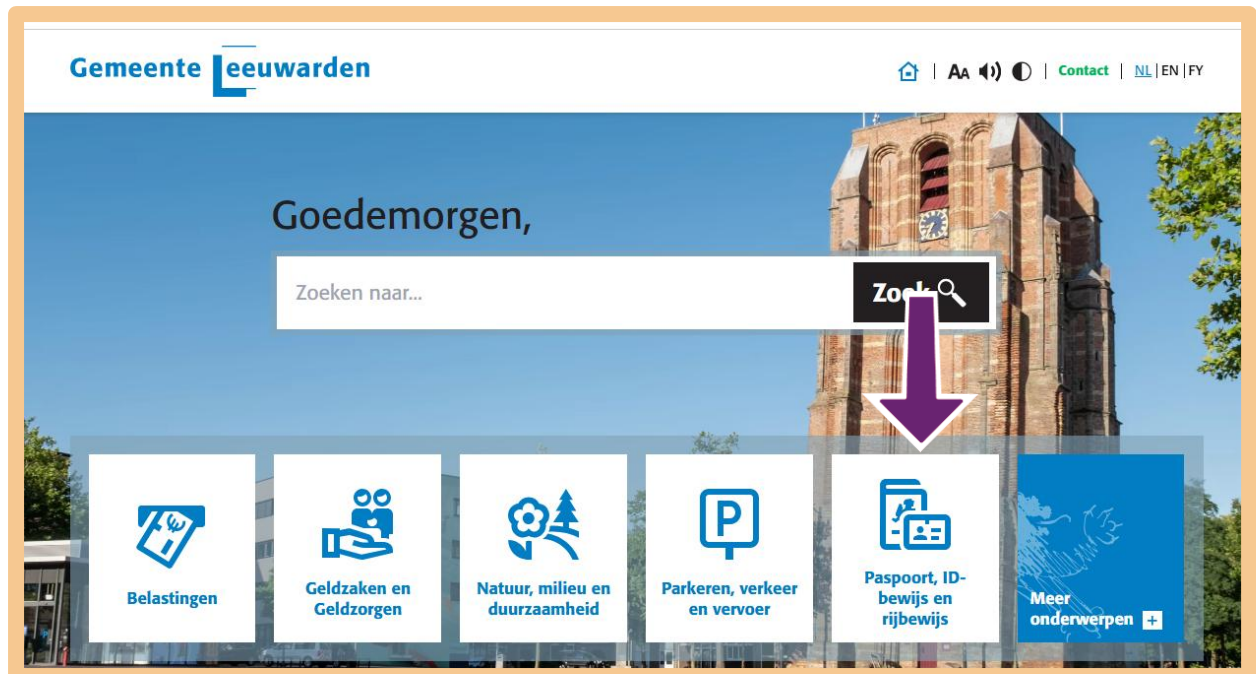 Gemeente Leeuwarden
AA | Contact | NL | EN | FY
Goedemorgen,
Zoeken naar...
Zoek
Belastingen
Geldzaken en
Geldzorgen
Natuur, milieu en
duurzaamheid
Parkeren, verkeer
en vervoer
Paspoort, ID-
bewijs en
rijbewijs
Meer
onderwerpen +